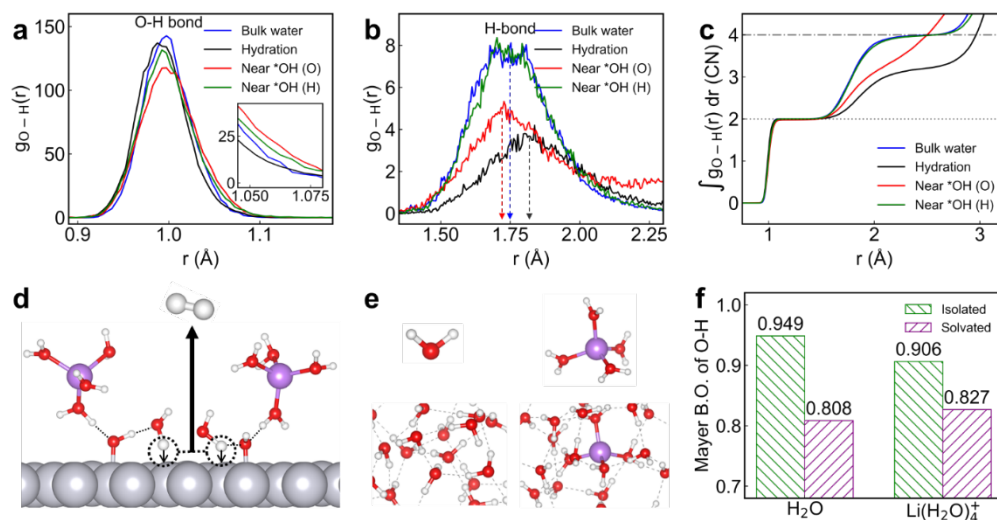 a
O-H bond
Bulk water
Hydration
Near *OH (O)
Near *OH (H)
150
100
50
0
gO − H(r)
25
0
1.050 1.075
0.9 1.0 1.1
r (Å)
b
H-bond
Bulk water
Hydration
Near *OH (O)
Near *OH (H)
10
8
6
4
2
0
gO − H(r)
1.50 1.75 2.00 2.25
r (Å)
c
4
3
2
1
0
∫ gO − H(r) dr (CN)
Bulk water
Hydration
Near *OH (O)
Near *OH (H)
1 2 3
r (Å)
d
e
f
Isolated
Solvated
1.0
0.9
0.8
0.7
Mayer B.O. of O-H
0.949
0.808
0.906
0.827
H₂O Li(H₂O)₄⁺